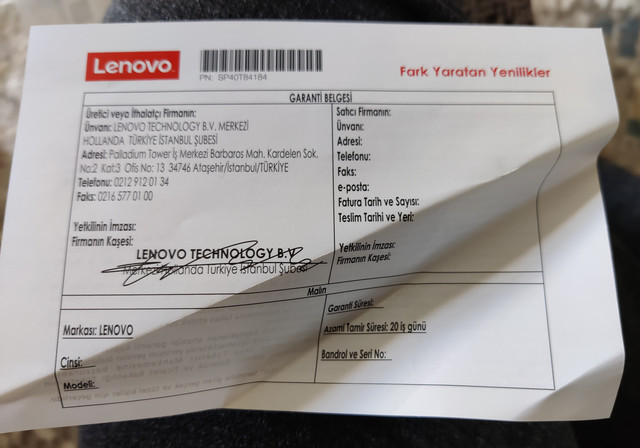 Lenovo
PN: SP40T84184
Fark Yaratan Yenilikler
GARANTİ BELGESİ
Üretici veya İthalatçı Firmanın:
Ünvanı: LENOVO TECHNOLOGY B.V. MERKEZİ
HOLLANDA TÜRKİYE İSTANBUL ŞUBESİ
Adresi: Palladium Tower İş Merkezi Barbaros Mah. Kardelen Sok.
No:2 Kat:3 Ofis No: 13 34746 Ataşehir/İstanbul/TÜRKİYE
Telefonu: 0212 912 01 34
Faks: 0216 577 01 00
Yetkilinin İmzası:
Firmanın Kaşesi:
LENOVO TECHNOLOGY B.V.
Merkezi Hollanda Türkiye İstanbul Şubesi
Satıcı Firmanın:
Ünvanı:
Adresi:
Telefonu:
Faks:
e-posta:
Fatura Tarih ve Sayısı:
Teslim Tarihi ve Yeri:
Yetkilinin İmzası:
Firmanın Kaşesi:
Malın
Markası: LENOVO
Cinsi:
Modeli:
Garanti Süresi:
Azami Tamir Süresi: 20 iş günü
Bandrol ve Seri No: